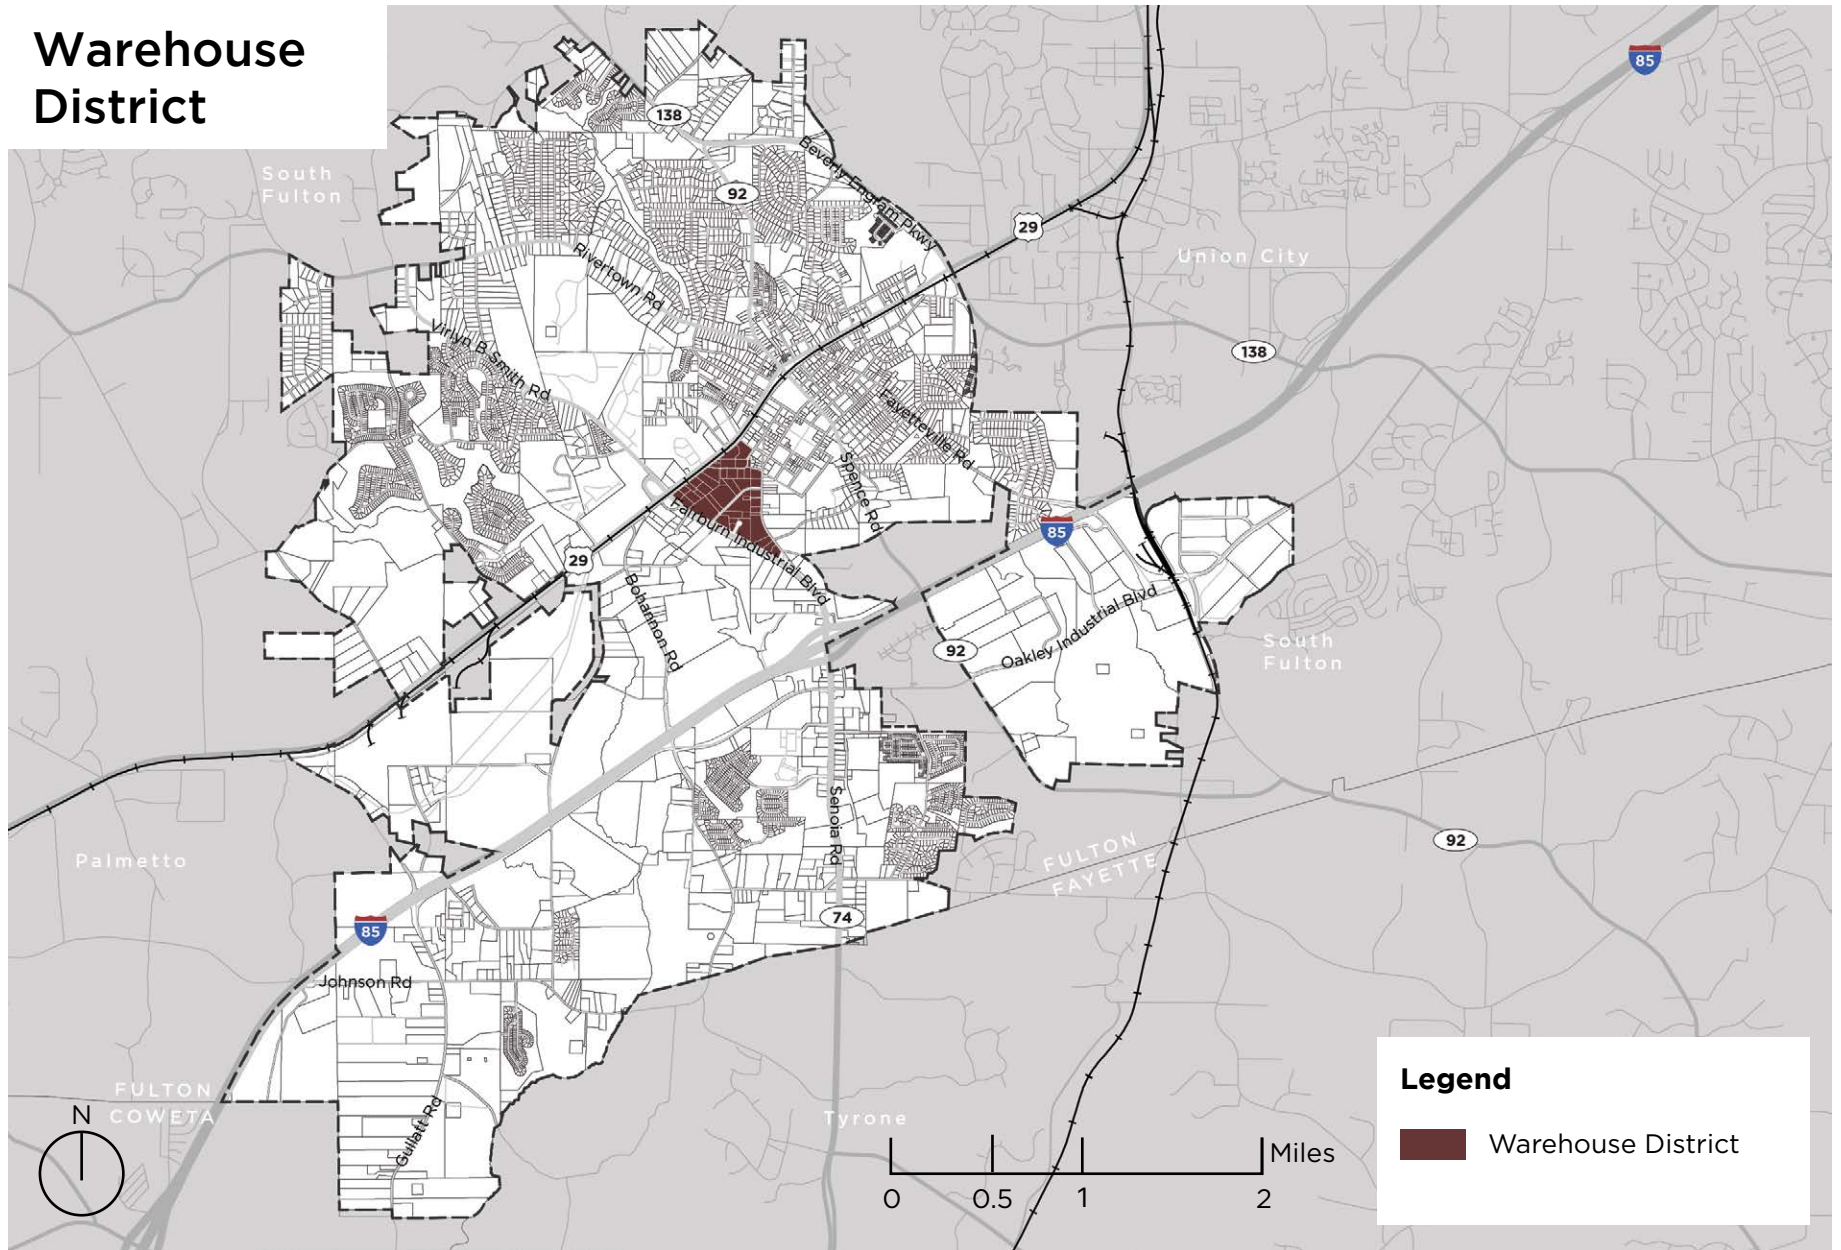 Warehouse
District
85
138
South
Fulton
Beverly Engram Pkwy
92
29
Union City
Rivertown Rd
Virlyn B Smith Rd
138
Fayetteville Rd
Spence Rd
Fairburn Industrial Blvd
85
29
Bohannon Rd
Oakley Industrial Blvd
92
South
Fulton
Senoia Rd
92
Palmetto
FULTON
FAYETTE
74
85
Johnson Rd
FULTON
COWETA
Gullatt Rd
Tyrone
N
Miles
0 0.5 1 2
Legend
Warehouse District